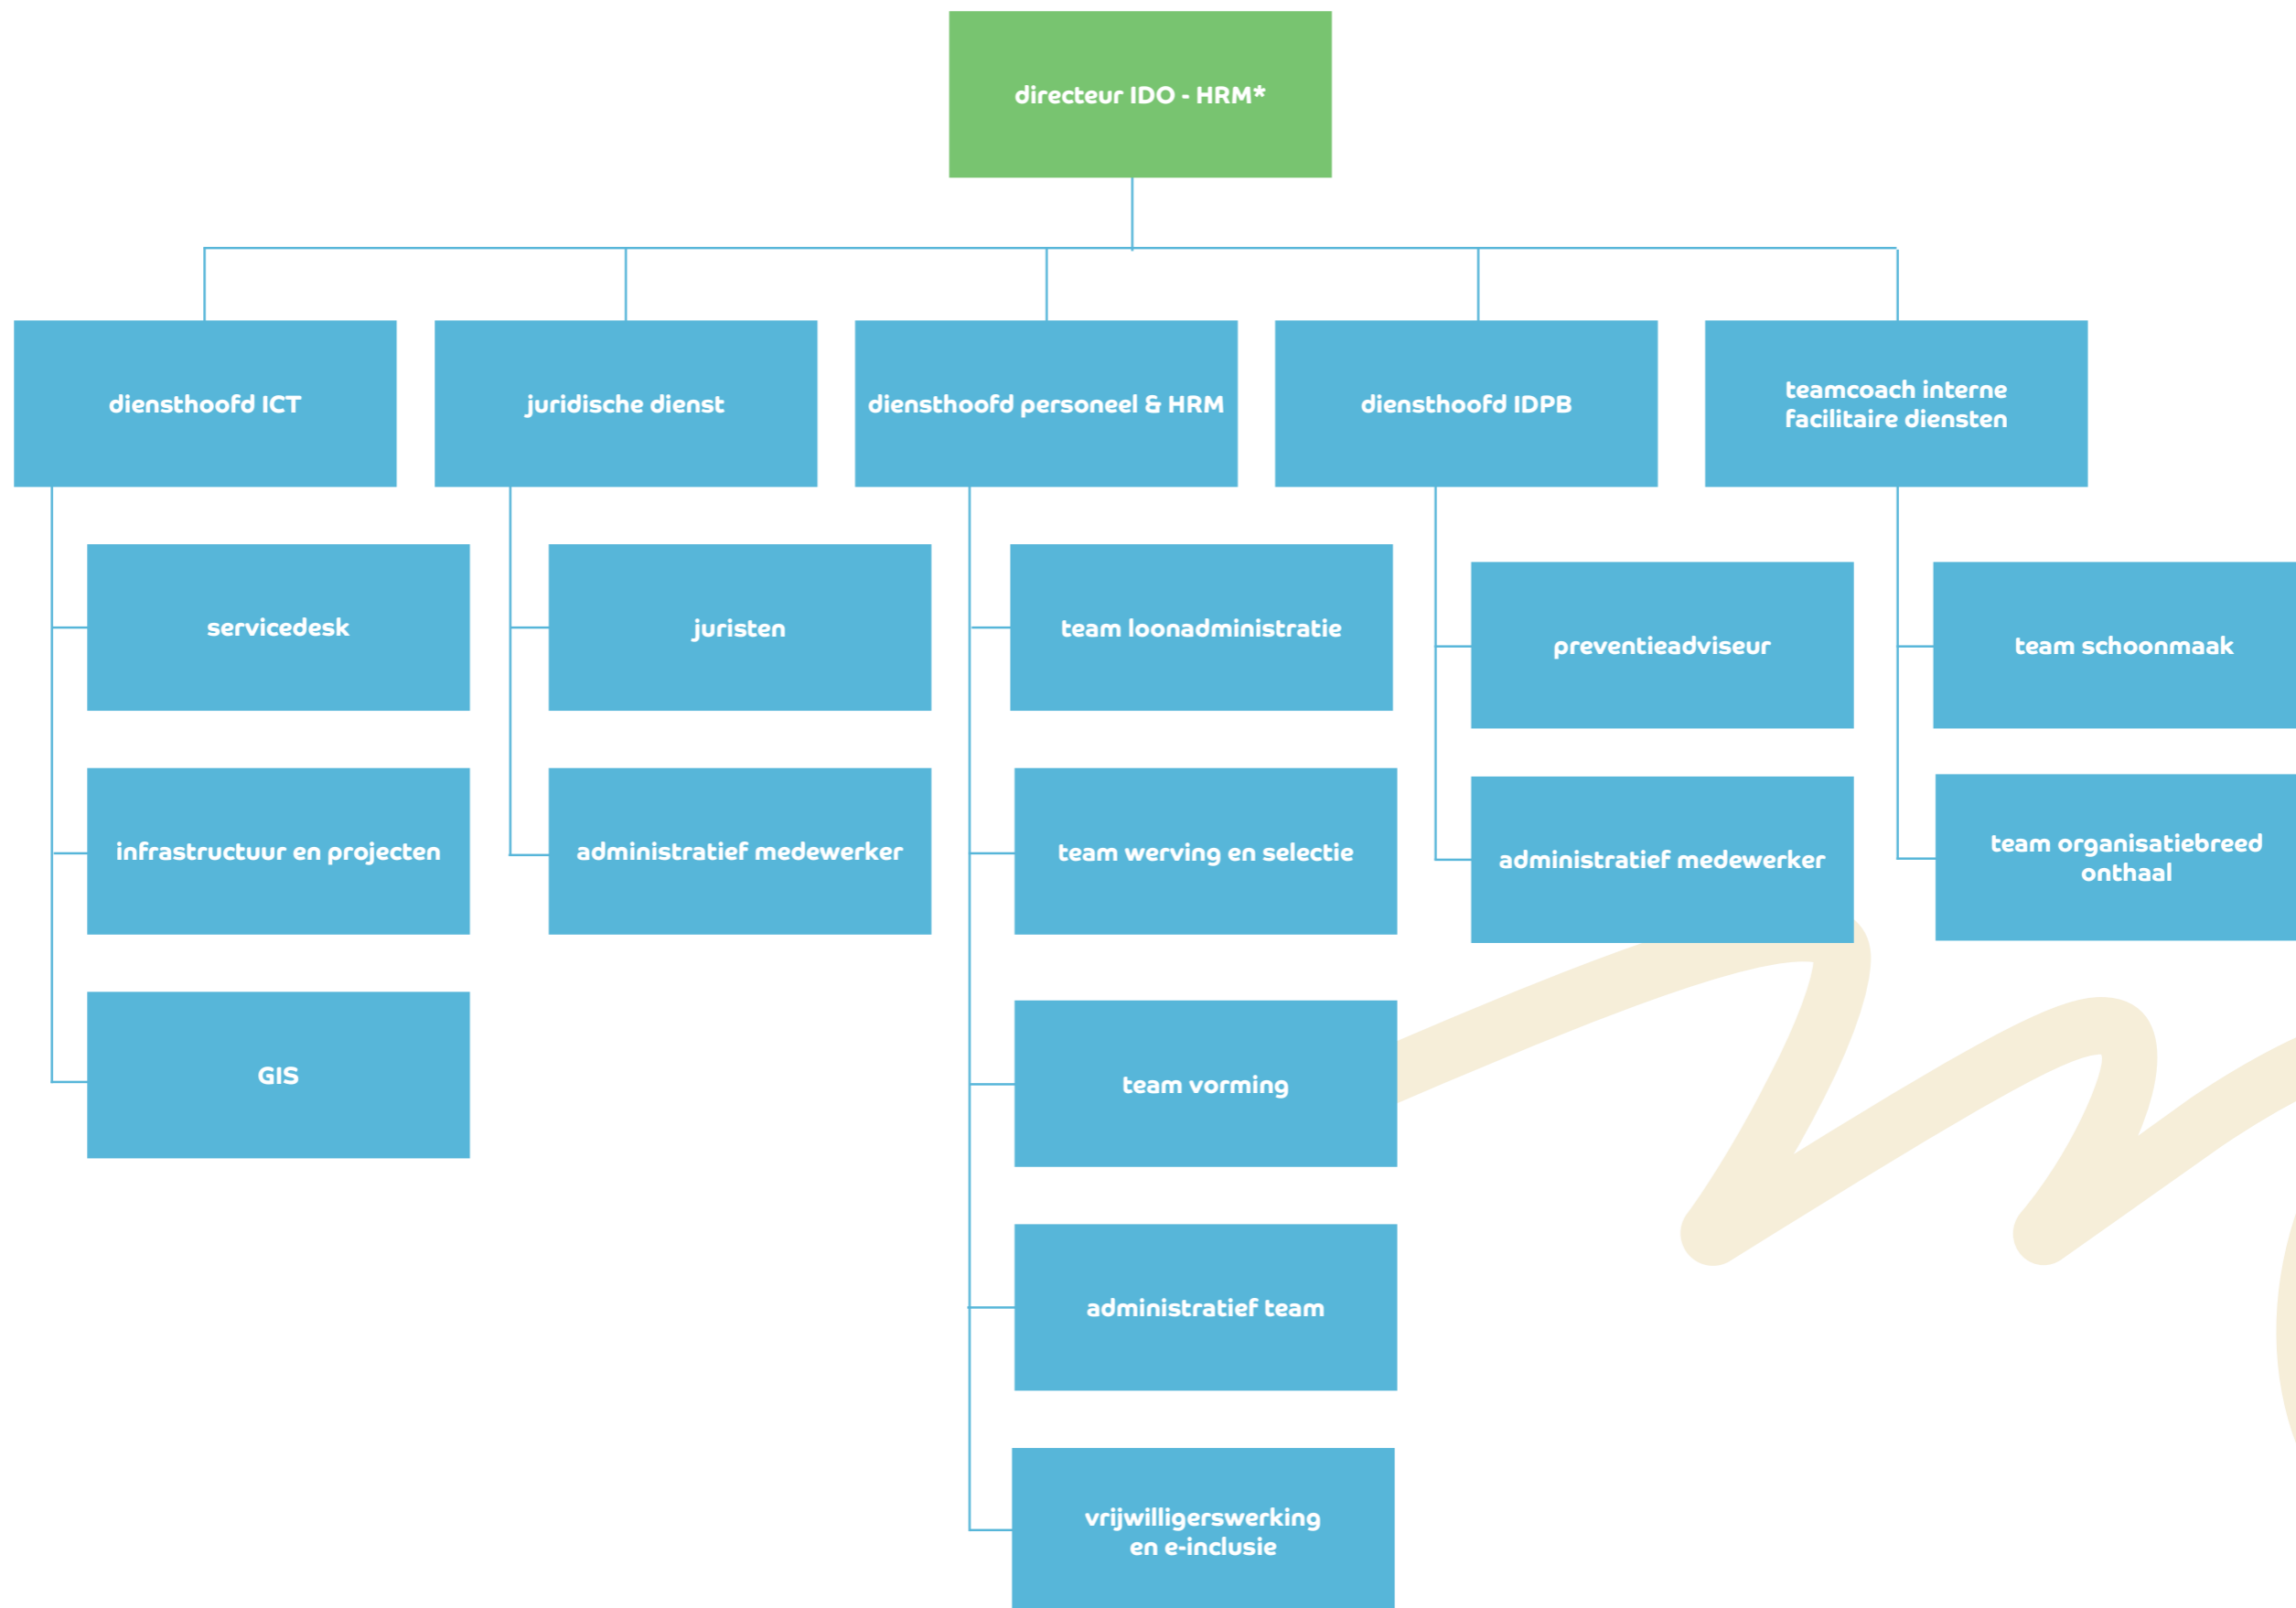 directeur IDO - HRM*
diensthoofd ICT
juridische dienst
diensthoofd personeel & HRM
diensthoofd IDPB
teamcoach interne
facilitaire diensten
servicedesk
juristen
team loonadministratie
preventieadviseur
team schoonmaak
infrastructuur en projecten
administratief medewerker
team werving en selectie
administratief medewerker
team organisatiebreed
onthaal
GIS
team vorming
administratief team
vrijwilligerswerking
en e-inclusie